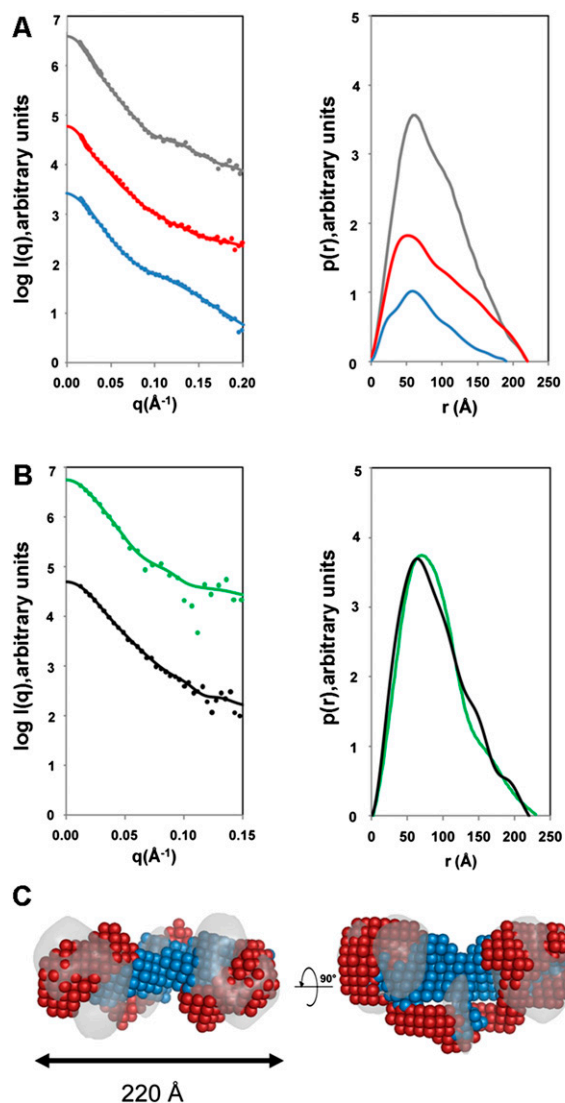 A
log I(q), arbitrary units
7
6
5
4
3
2
1
0
0.00 0.05 0.10 0.15 0.20
q(Å-1)
p(r), arbitrary units
5
4
3
2
1
0
0 50 100 150 200 250
r (Å)
B
log I(q), arbitrary units
7
6
5
4
3
2
1
0
0.00 0.05 0.10 0.15
q(Å-1)
p(r), arbitrary units
5
4
3
2
1
0
0 50 100 150 200 250
r (Å)
C
90°
220 Å